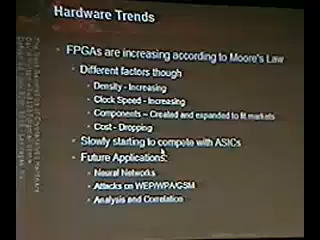 Hardware Trends
FPGAs are increasing according to Moore's Law
Different factors though
Density - Increasing
Clock Speed - Increasing
Components – Created and expanded to fit markets
Cost - Dropping
Slowly starting to compete with ASICs
Future Applications:
Neural Networks
Attacks on WEP/WPA/GSM
Analysis and Correlation